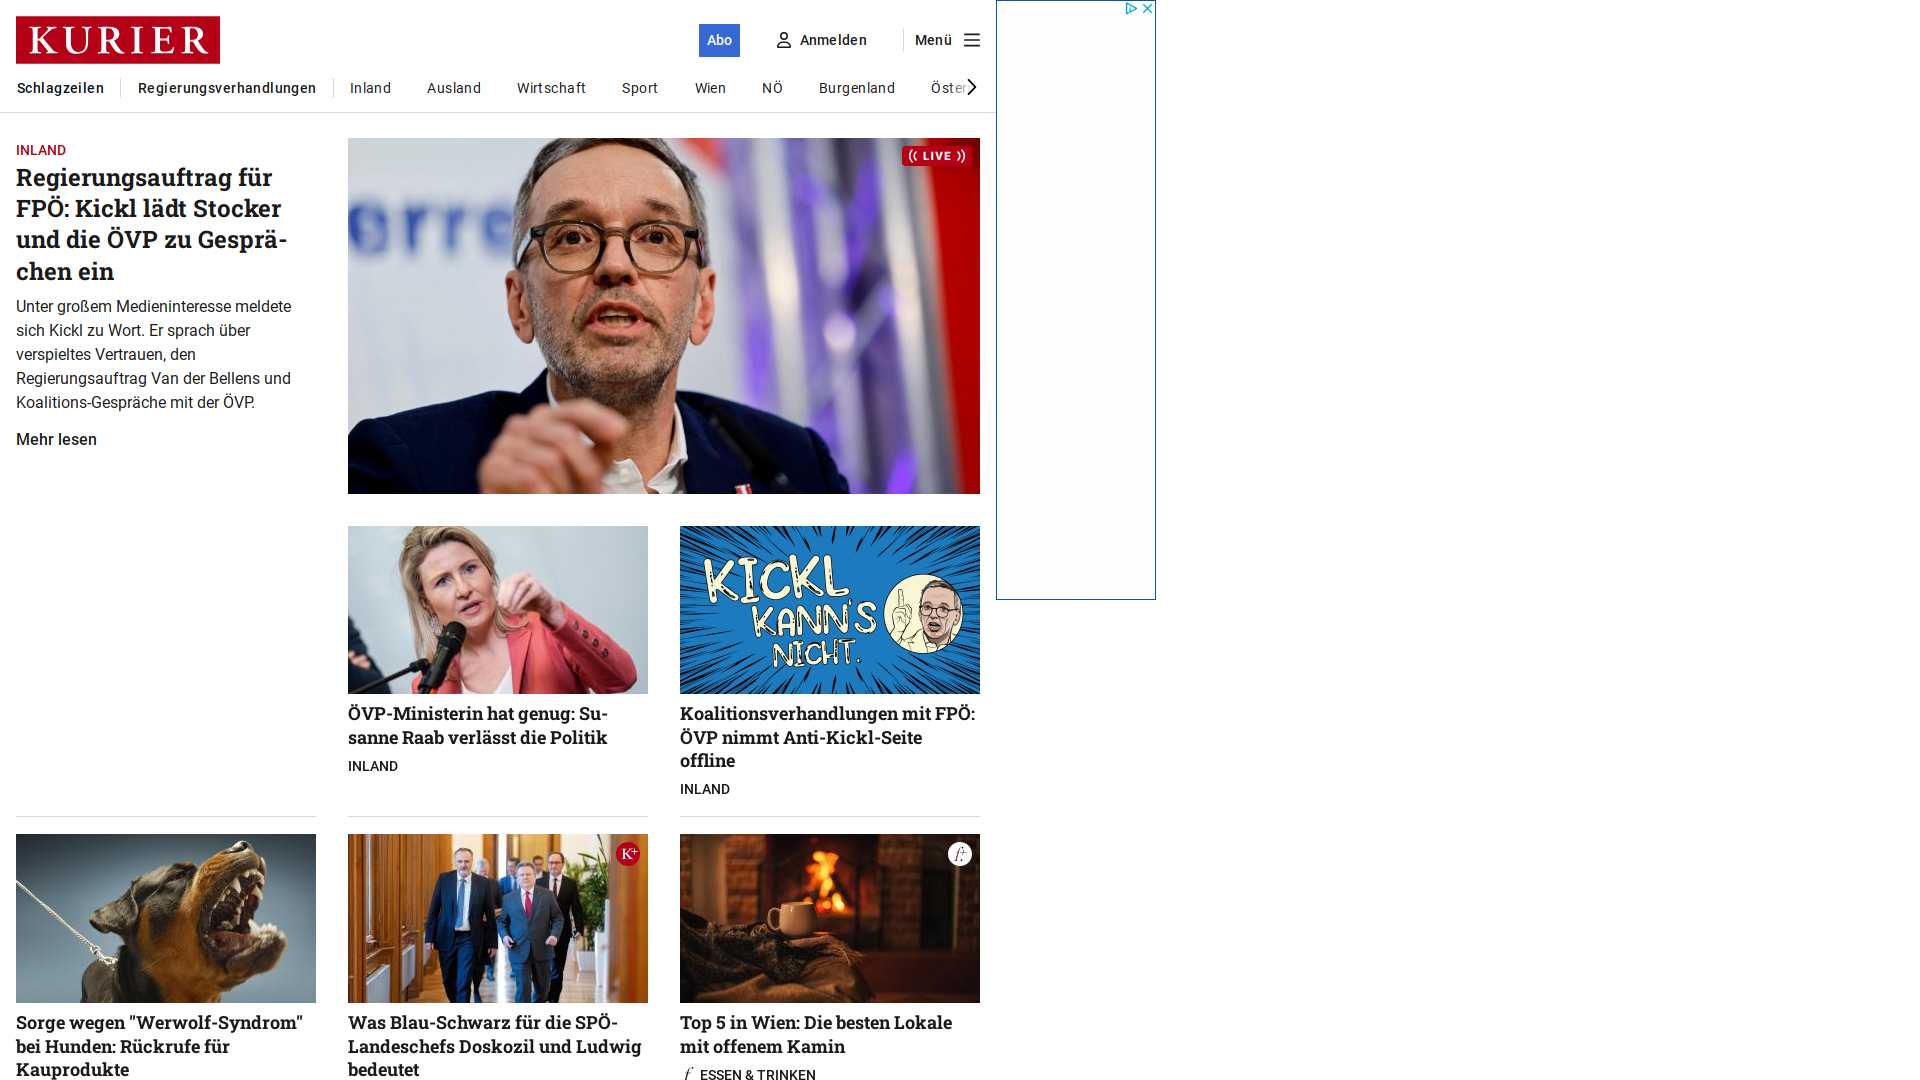 KURIER
Abo
Anmelden
Menü
Schlagzeilen
Regierungsverhandlungen
Inland
Ausland
Wirtschaft
Sport
Wien
NÖ
Burgenland
Öster
INLAND
Regierungsauftrag für
FPÖ: Kickl lädt Stocker
und die ÖVP zu Gesprä-
chen ein
Unter großem Medieninteresse meldete
sich Kickl zu Wort. Er sprach über
verspieltes Vertrauen, den
Regierungsauftrag Van der Bellens und
Koalitions-Gespräche mit der ÖVP.
Mehr lesen
LIVE
ÖVP-Ministerin hat genug: Su-
sanne Raab verlässt die Politik
INLAND
KICKL
KANN'S
NICHT.
Koalitionsverhandlungen mit FPÖ:
ÖVP nimmt Anti-Kickl-Seite
offline
INLAND
Sorge wegen "Werwolf-Syndrom"
bei Hunden: Rückrufe für
Kauprodukte
K+
Was Blau-Schwarz für die SPÖ-
Landeschefs Doskozil und Ludwig
bedeutet
f+
Top 5 in Wien: Die besten Lokale
mit offenem Kamin
f ESSEN & TRINKEN